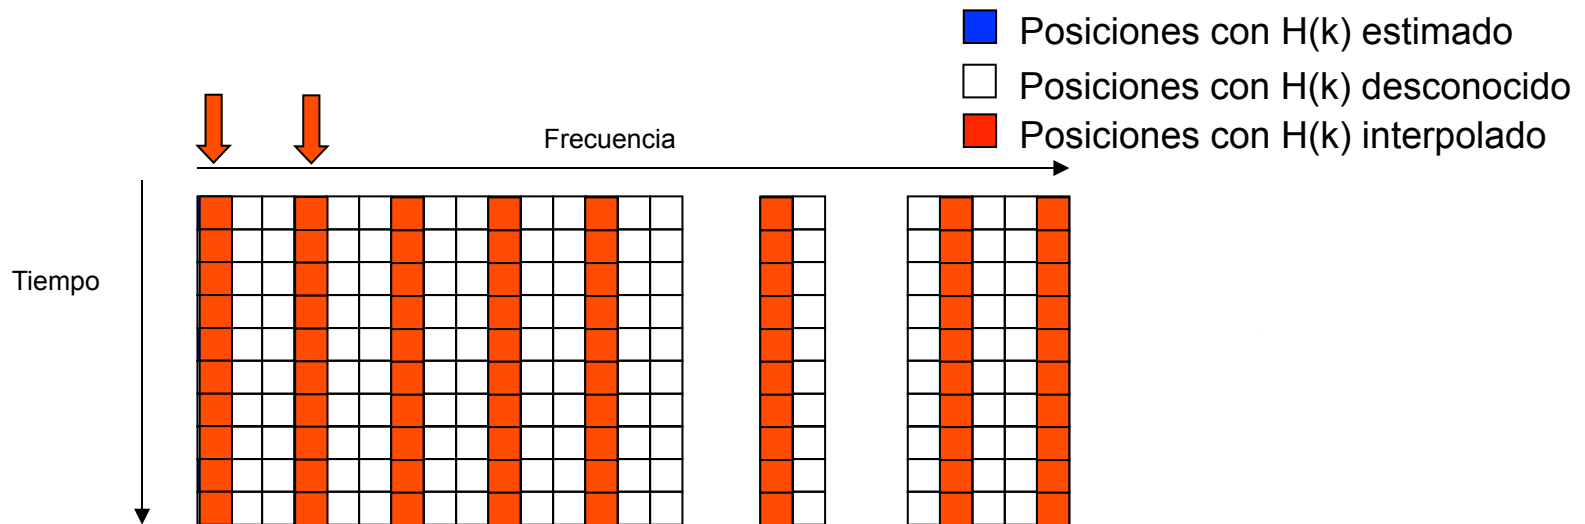 Posiciones con H(k) estimado
Posiciones con H(k) desconocido
Posiciones con H(k) interpolado
Frecuencia
Tiempo